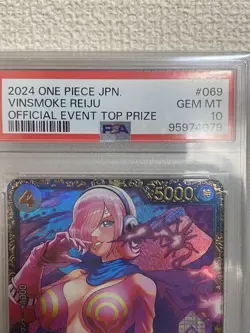 2024 ONE PIECE JPN. #069
VINSMOKE REIJU GEM MT
OFFICIAL EVENT TOP PRIZE 10
PSA 95974079
4 5000